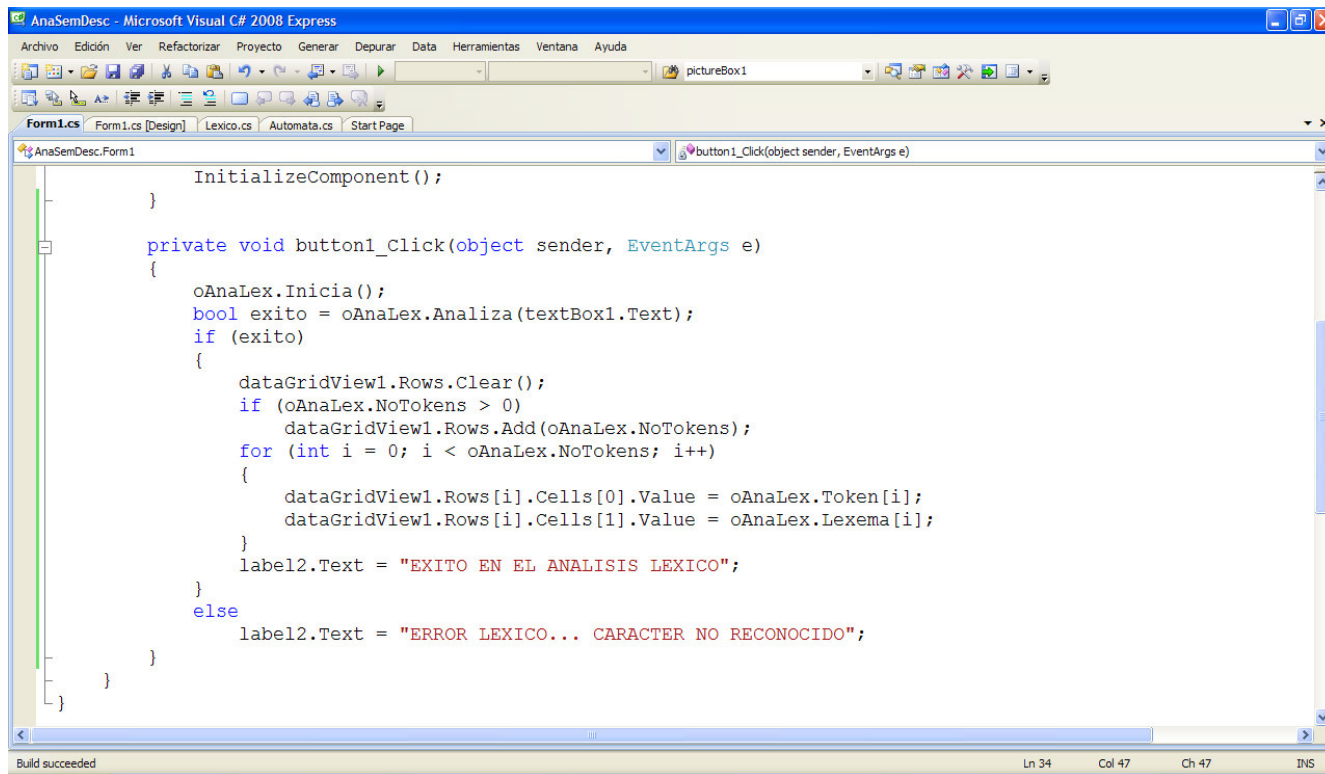 AnaSemDesc - Microsoft Visual C# 2008 Express
Archivo Edición Ver Refactorizar Proyecto Generar Depurar Data Herramientas Ventana Ayuda
pictureBox1
Form1.cs Form1.cs [Design] Lexico.cs Automata.cs Start Page
AnaSemDesc.Form1 button1_Click(object sender, EventArgs e)
InitializeComponent();
}
private void button1_Click(object sender, EventArgs e)
{
oAnaLex.Inicia();
bool exito = oAnaLex.Analiza(textBox1.Text);
if (exito)
{
dataGridView1.Rows.Clear();
if (oAnaLex.NoTokens > 0)
dataGridView1.Rows.Add(oAnaLex.NoTokens);
for (int i = 0; i < oAnaLex.NoTokens; i++)
{
dataGridView1.Rows[i].Cells[0].Value = oAnaLex.Token[i];
dataGridView1.Rows[i].Cells[1].Value = oAnaLex.Lexema[i];
}
label2.Text = "EXITO EN EL ANALISIS LEXICO";
}
else
label2.Text = "ERROR LEXICO... CARACTER NO RECONOCIDO";
}
}
}
Build succeeded Ln 34 Col 47 Ch 47 INS